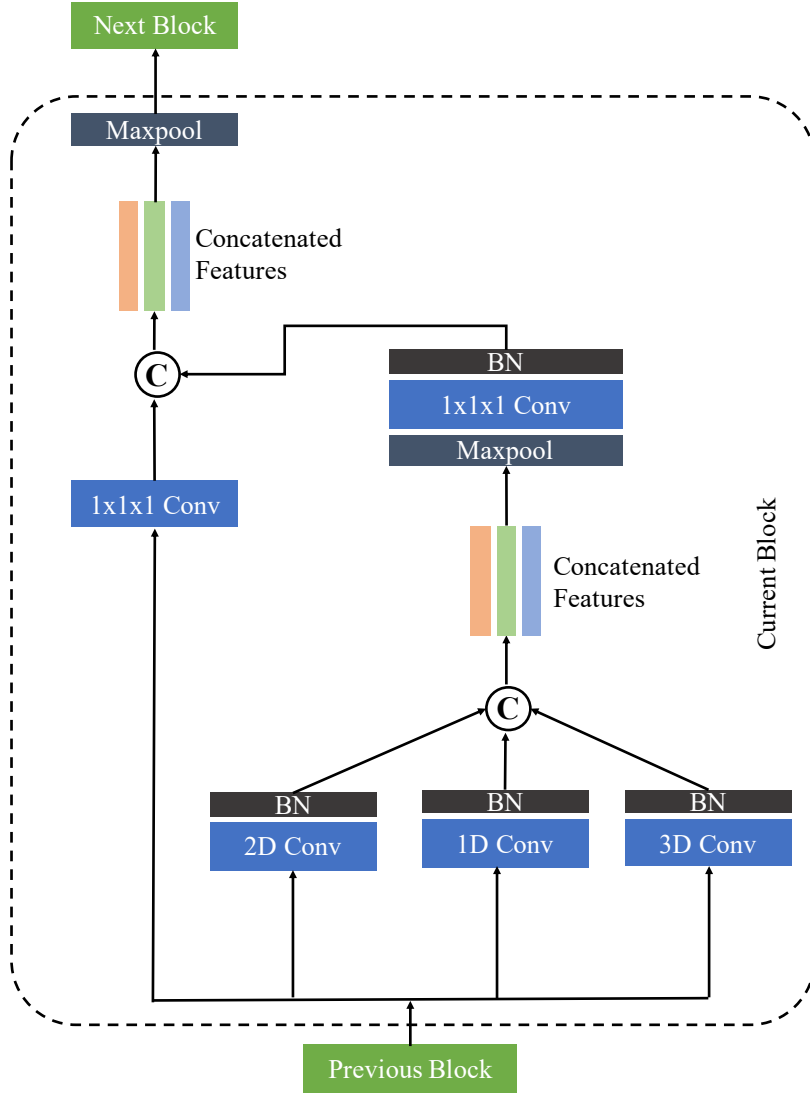 Next Block
Maxpool
Concatenated
Features
C
BN
1x1x1 Conv
Maxpool
1x1x1 Conv
Concatenated
Features
Current Block
C
BN
BN
BN
2D Conv
1D Conv
3D Conv
Previous Block